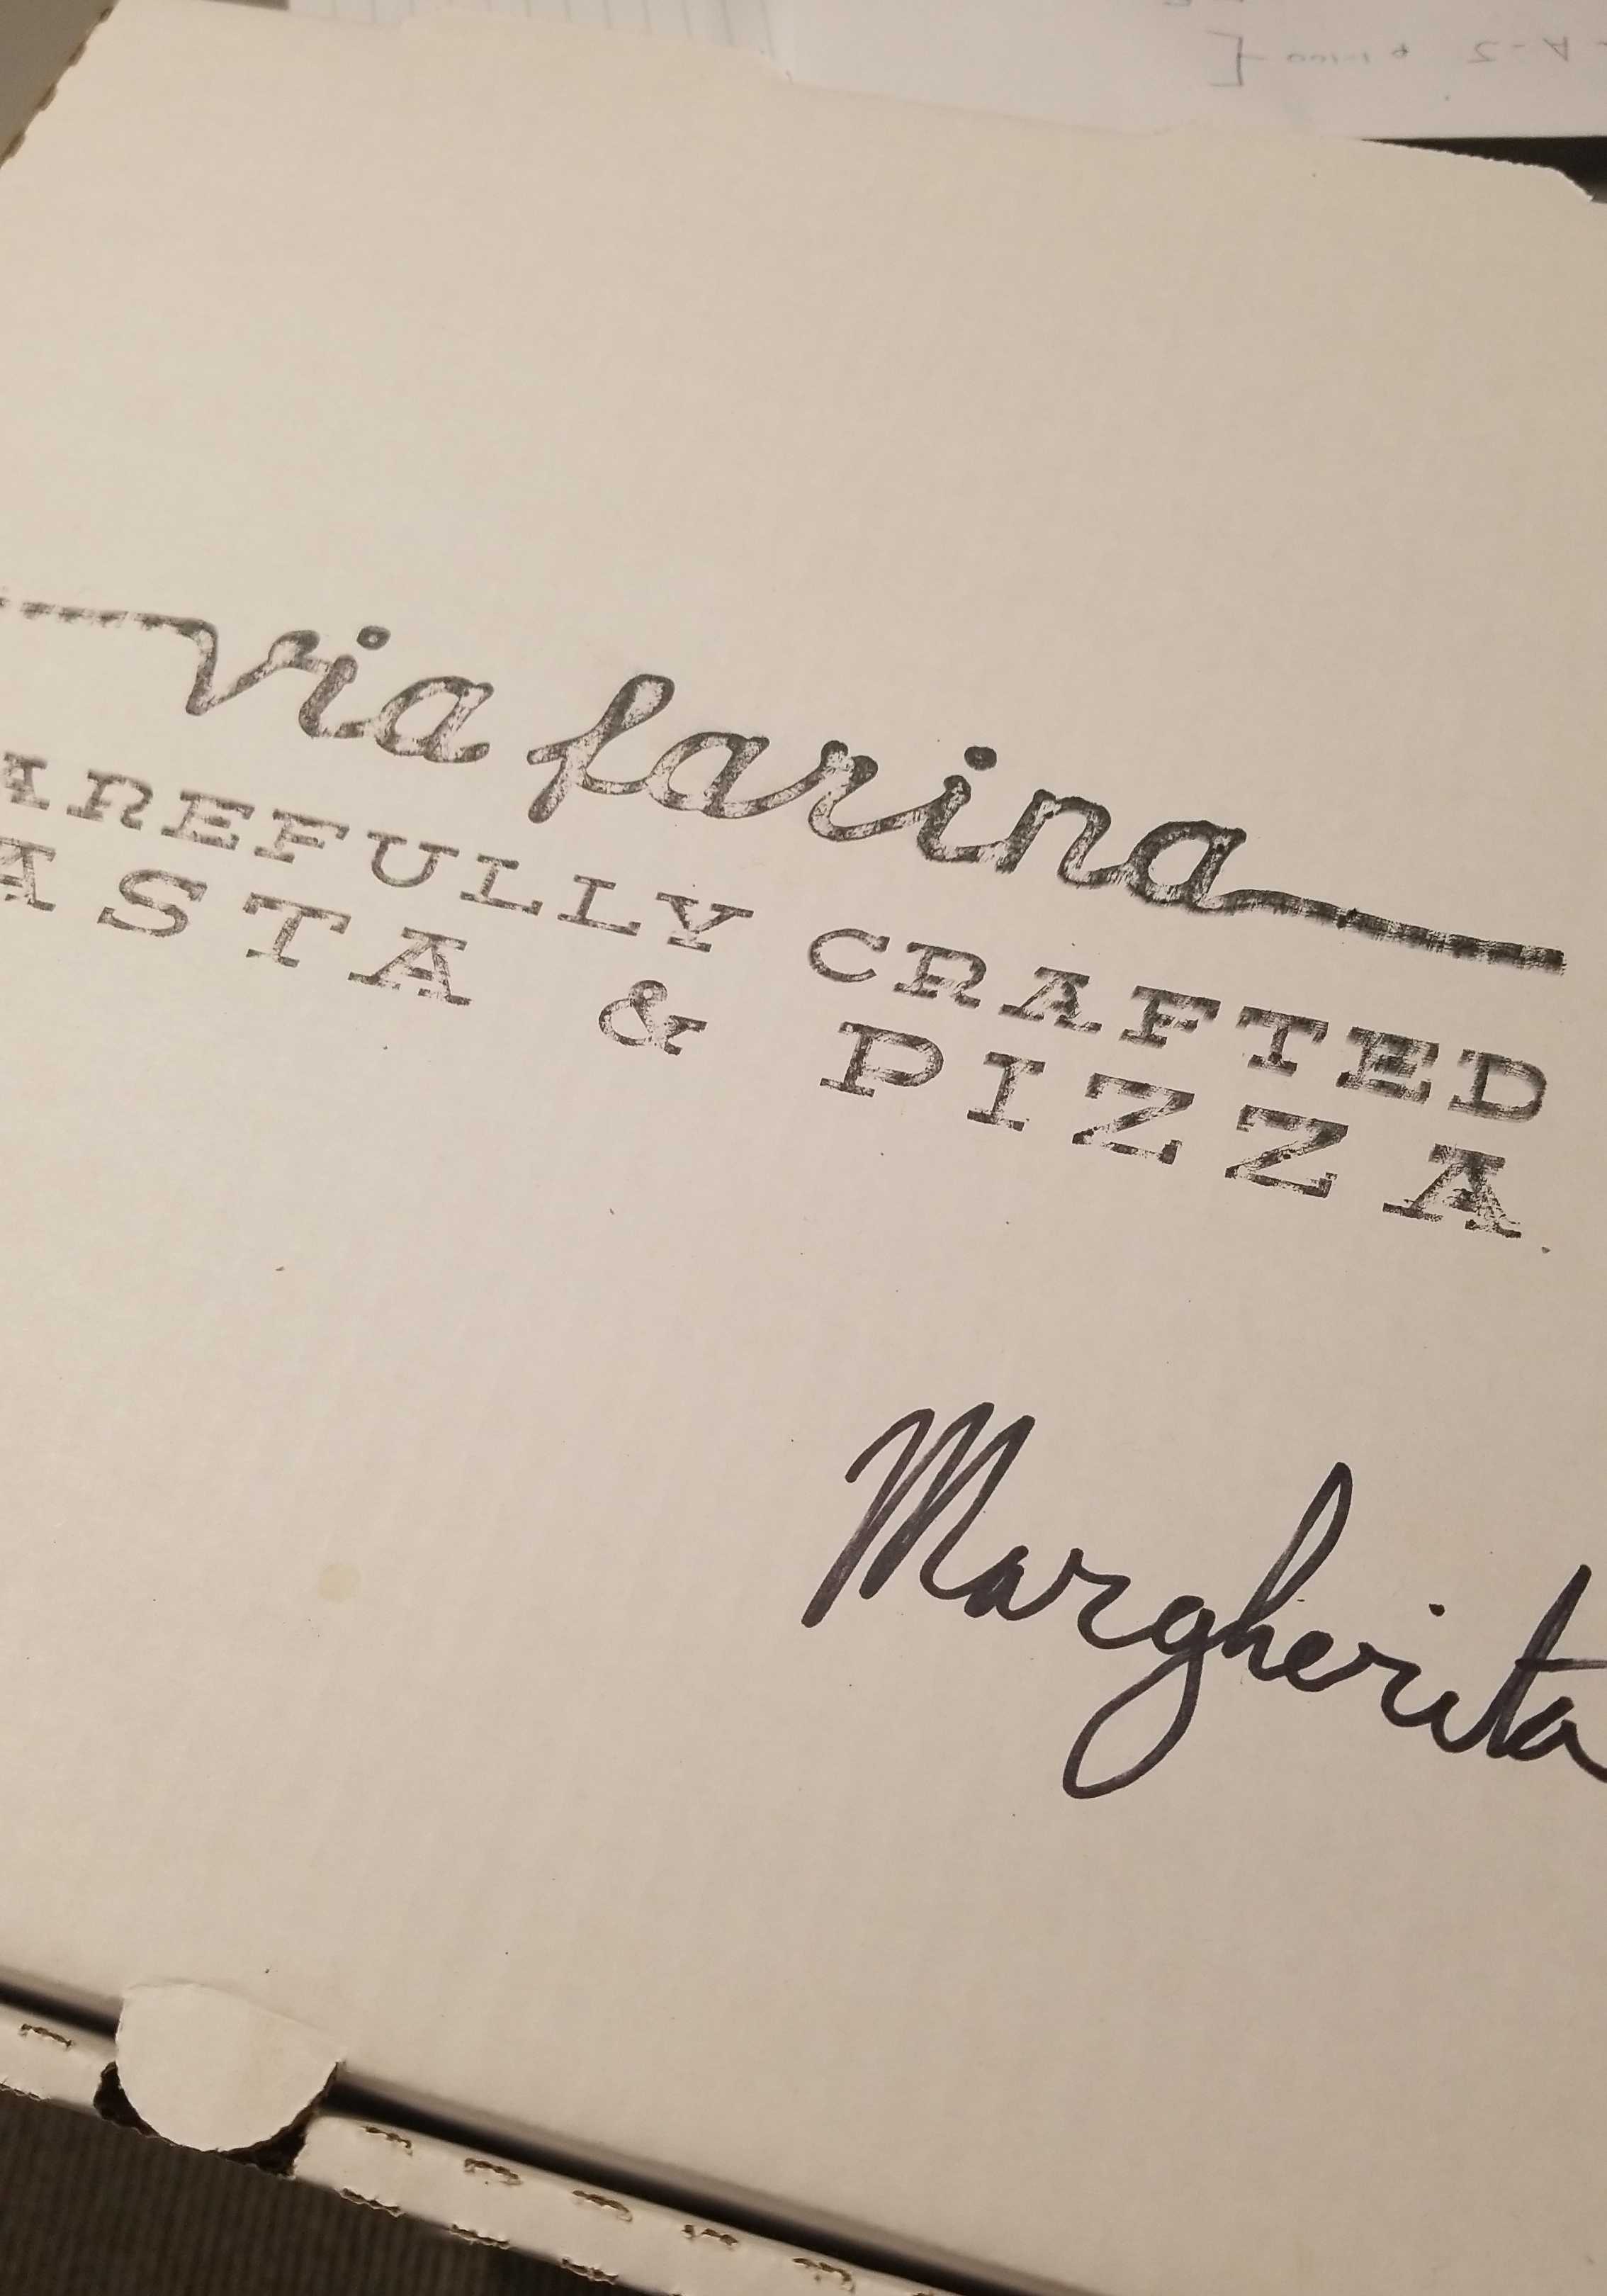 via farina
AREFULLY CRAFTED
ASTA & PIZZA
Margherita